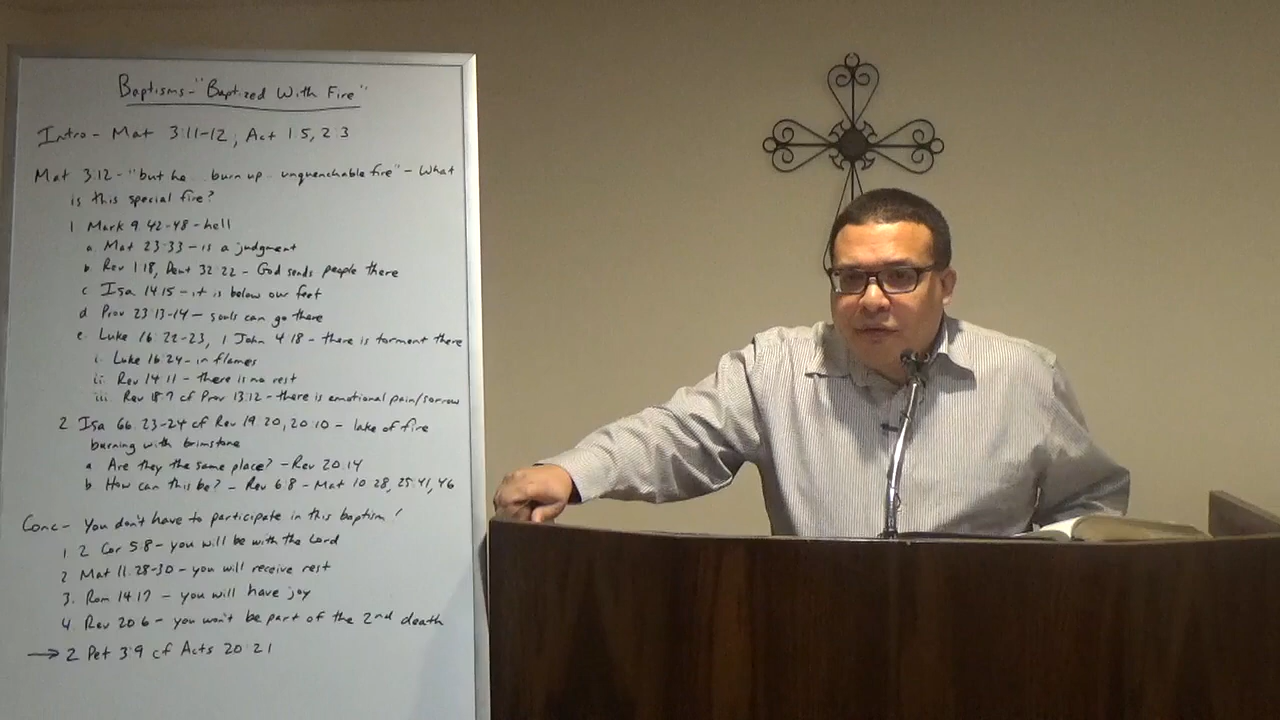 Baptisms - "Baptized With Fire"
Intro - Mat 3:11-12; Act 1:5, 2:3
Mat 3:12 - "but he... burn up... unquenchable fire" - What
is this special fire?
1 Mark 9:42-48 - hell
a Mat 23:33 - is a judgment
b Rev 1:18, Deut 32:22 - God sends people there
c Isa 14:15 - it is below our feet
d Prov 23:13-14 - souls can go there
e. Luke 16:22-23, 1 John 4:18 - there is torment there
i. Luke 16:24 - in flames
ii. Rev 14:11 - there is no rest
iii. Rev 18:7 cf Prov 13:12 - there is emotional pain/sorrow
2 Isa 66:23-24 cf Rev 19:20, 20:10 - lake of fire
burning with brimstone
a Are they the same place? - Rev 20:14
b How can this be? - Rev 6:8 - Mat 10:28, 25:41, 46
Conc - You don't have to participate in this baptism!
1 2 Cor 5:8 - you will be with the Lord
2 Mat 11:28-30 - you will receive rest
3. Rom 14:17 - you will have joy
4. Rev 20:6 - you won't be part of the 2nd death
→ 2 Pet 3:9 cf Acts 20:21